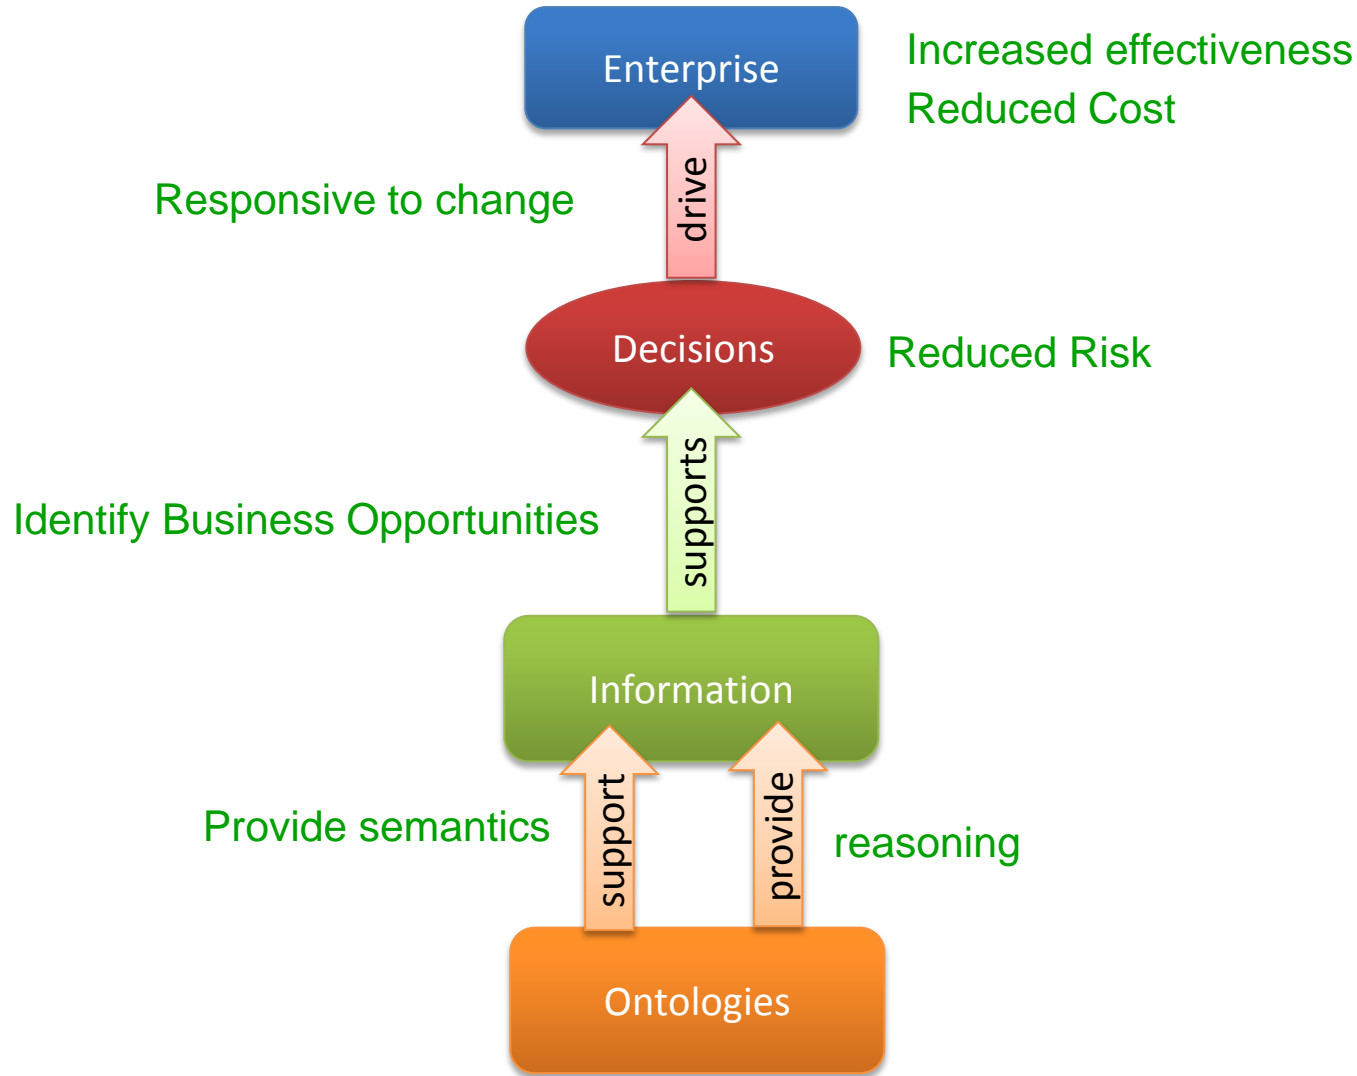 Enterprise
Increased effectiveness
Reduced Cost
Responsive to change
drive
Decisions
Reduced Risk
supports
Identify Business Opportunities
Information
Provide semantics
support
provide
reasoning
Ontologies